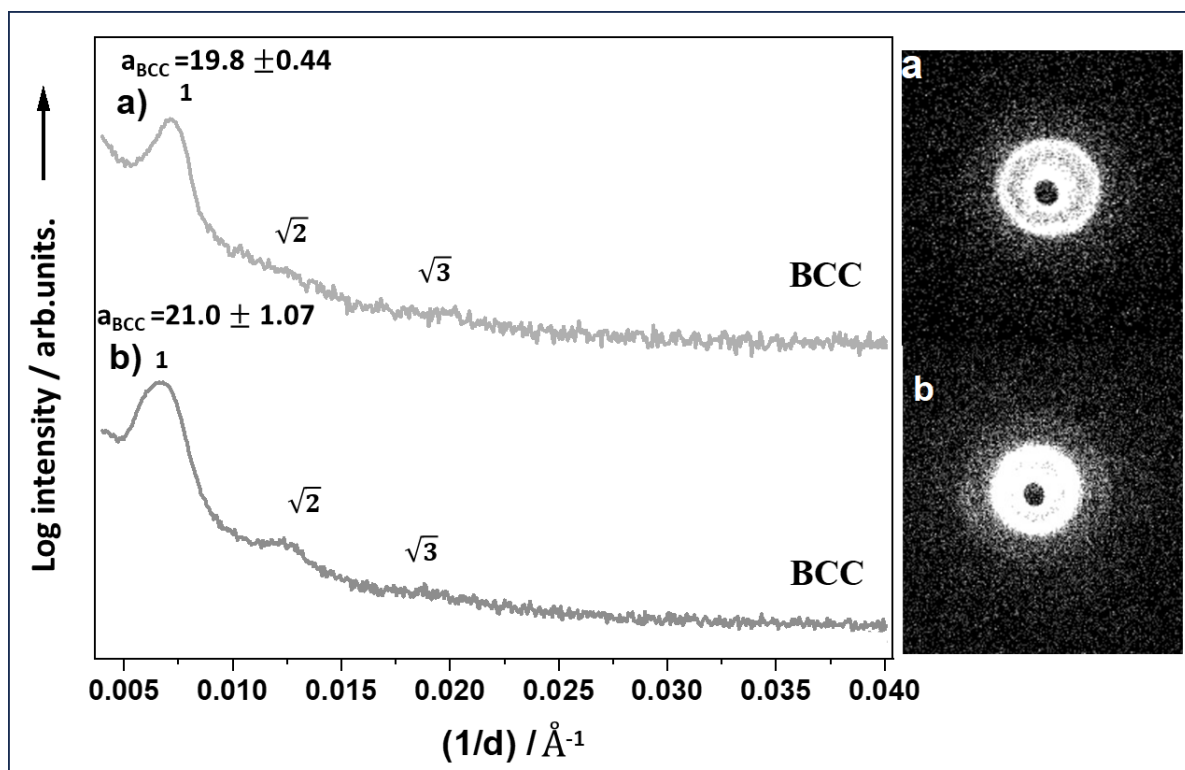 a_BCC =19.8 ±0.44
a) 1
√2
√3
BCC
a_BCC =21.0 ± 1.07
b) 1
√2
√3
BCC
Log intensity / arb.units.
0.005 0.010 0.015 0.020 0.025 0.030 0.035 0.040
(1/d) / Å⁻¹
a
b